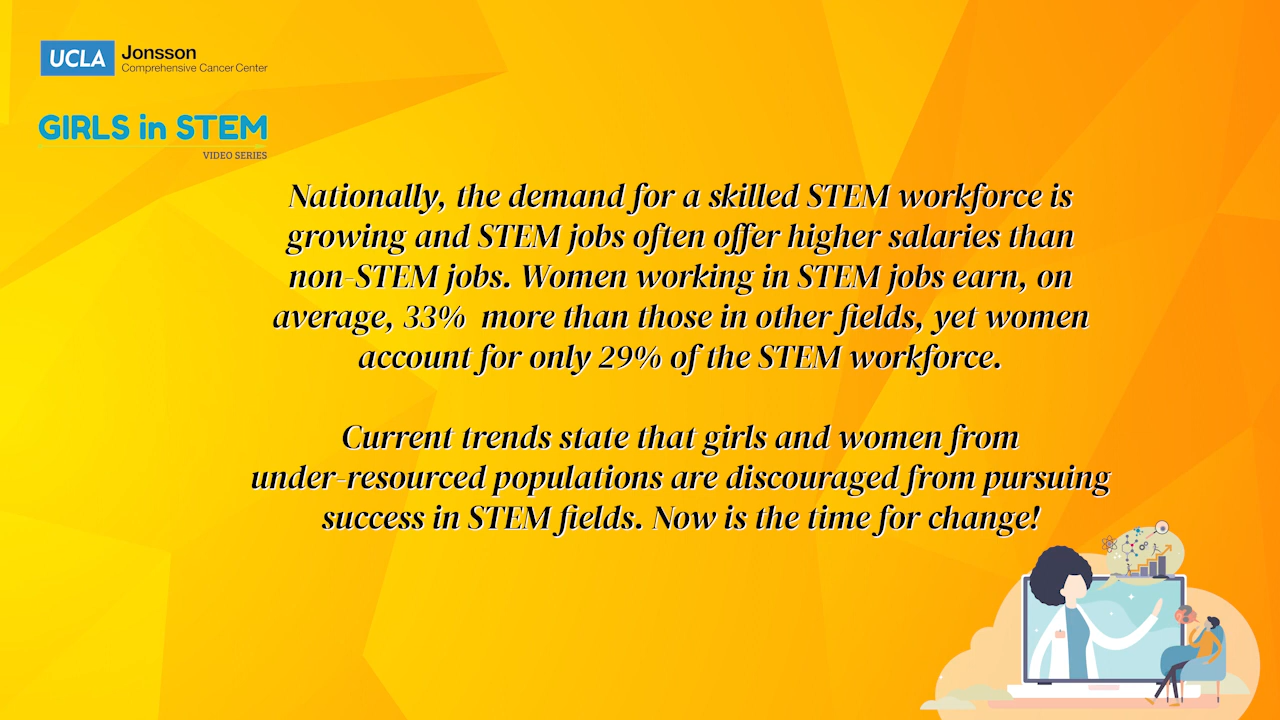 UCLA Jonsson
Comprehensive Cancer Center
GIRLS in STEM
VIDEO SERIES
Nationally, the demand for a skilled STEM workforce is
growing and STEM jobs often offer higher salaries than
non-STEM jobs. Women working in STEM jobs earn, on
average, 33% more than those in other fields, yet women
account for only 29% of the STEM workforce.
Current trends state that girls and women from
under-resourced populations are discouraged from pursuing
success in STEM fields. Now is the time for change!